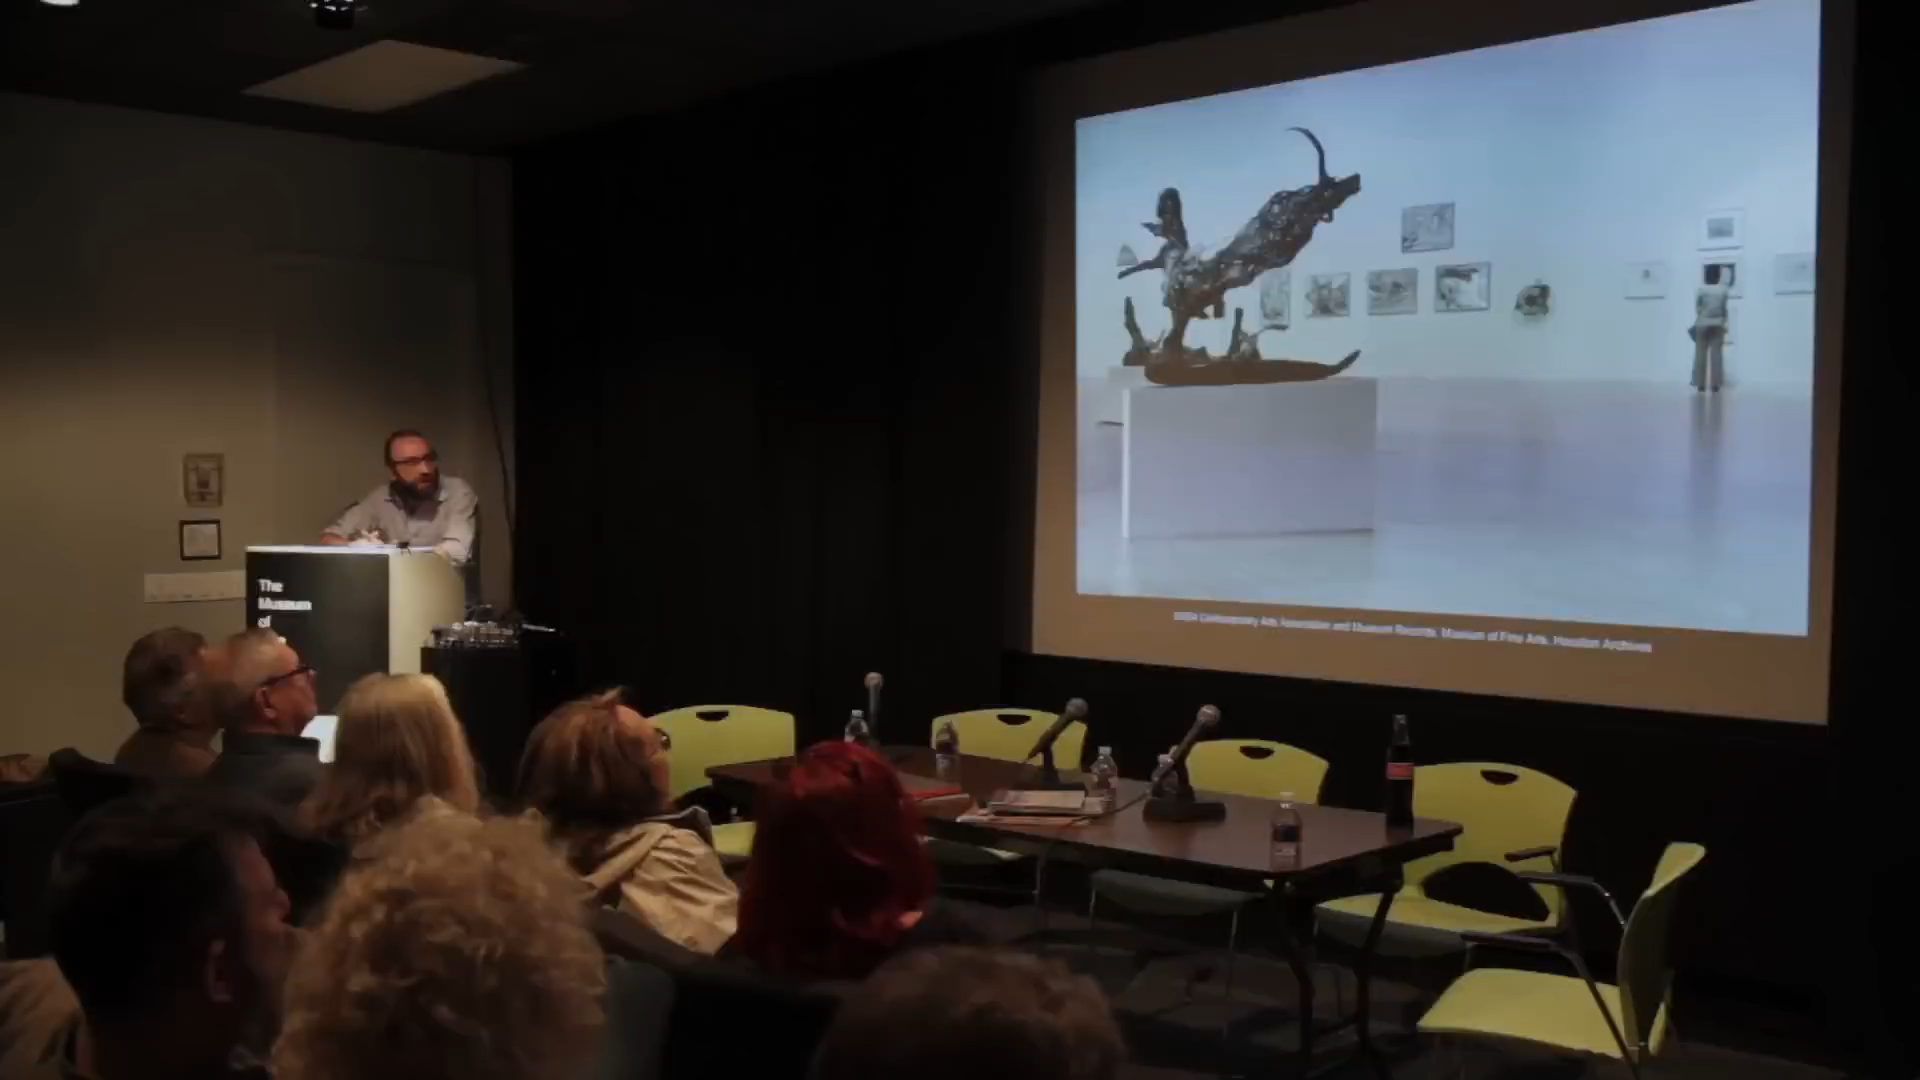 The
Museum
of
Contemporary Arts Association and Museum Records, Museum of Fine Arts, Houston Archives